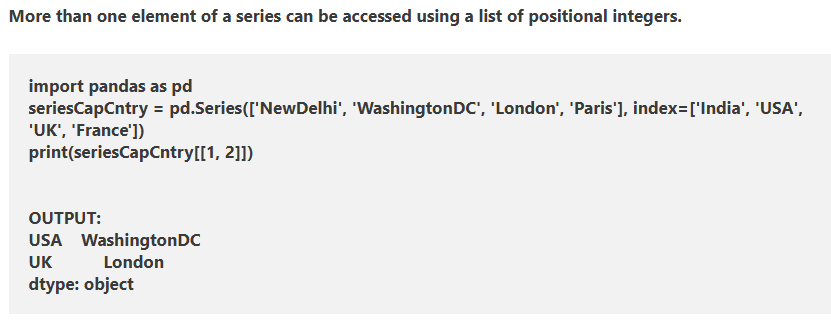 More than one element of a series can be accessed using a list of positional integers.
import pandas as pd
seriesCapCntry = pd.Series(['NewDelhi', 'WashingtonDC', 'London', 'Paris'], index=['India', 'USA',
'UK', 'France'])
print(seriesCapCntry[[1, 2]])
OUTPUT:
USA    WashingtonDC
UK          London
dtype: object